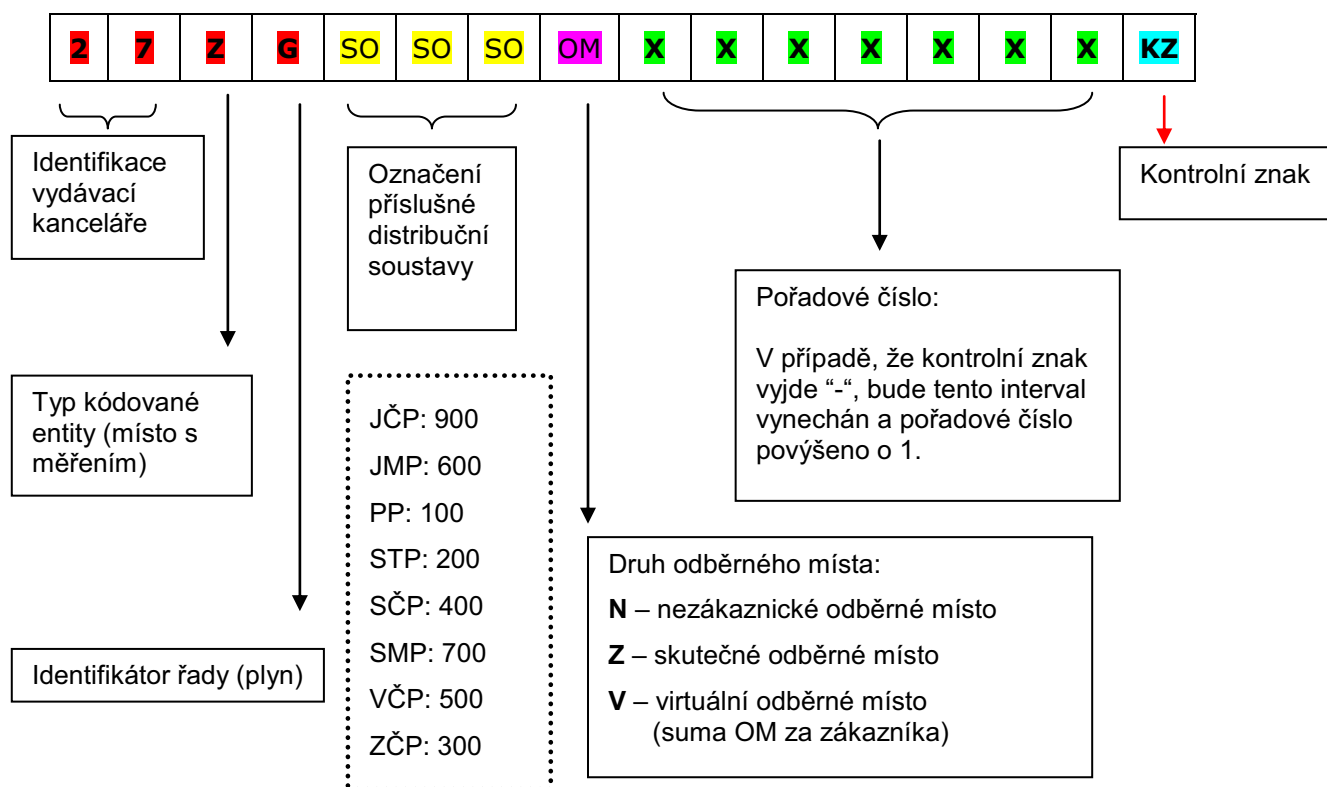 2 7 Z G SO SO SO OM X X X X X X X KZ
Identifikace
vydávací
kanceláře
Označení
příslušné
distribuční
soustavy
Kontrolní znak
Pořadové číslo:
V případě, že kontrolní znak
vyjde “-“, bude tento interval
vynechán a pořadové číslo
povýšeno o 1.
Typ kódované
entity (místo s
měřením)
JČP: 900
JMP: 600
PP: 100
STP: 200
SČP: 400
SMP: 700
VČP: 500
ZČP: 300
Druh odběrného místa:
N – nezákaznické odběrné místo
Z – skutečné odběrné místo
V – virtuální odběrné místo
(suma OM za zákazníka)
Identifikátor řady (plyn)